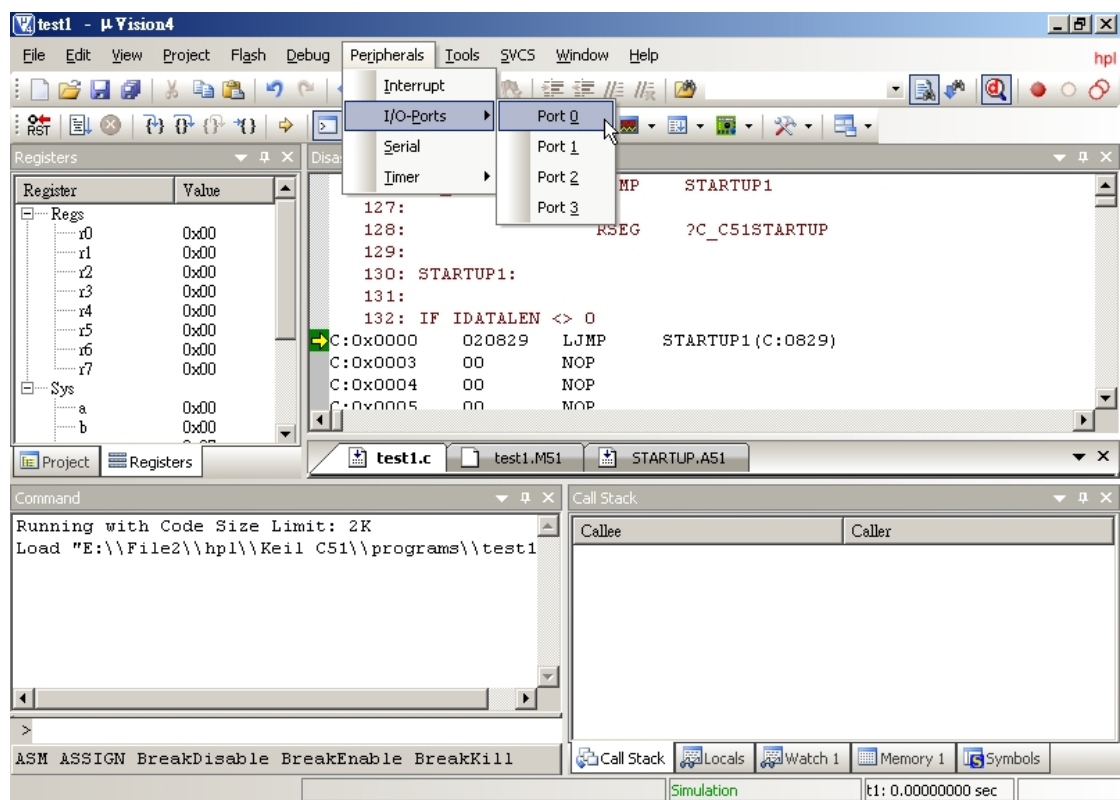 test1 - µVision4
File Edit View Project Flash Debug Peripherals Tools SVCS Window Help
hpl
Interrupt
I/O-Ports
Serial
Timer
Port 0
Port 1
Port 2
Port 3
RST
Registers
Register Value
Regs
r0 0x00
r1 0x00
r2 0x00
r3 0x00
r4 0x00
r5 0x00
r6 0x00
r7 0x00
Sys
a 0x00
b 0x00
Project Registers
Disas
MP STARTUP1
127:
128: RSEG ?C_C51STARTUP
129:
130: STARTUP1:
131:
132: IF IDATALEN <> 0
C:0x0000 020829 LJMP STARTUP1(C:0829)
C:0x0003 00 NOP
C:0x0004 00 NOP
C:0x0005 00 NOP
test1.c test1.M51 STARTUP.A51
Command
Running with Code Size Limit: 2K
Load "E:\\File2\\hpl\\Keil C51\\programs\\test1
>
ASM ASSIGN BreakDisable BreakEnable BreakKill
Call Stack
Callee Caller
Call Stack Locals Watch 1 Memory 1 Symbols
Simulation t1: 0.00000000 sec